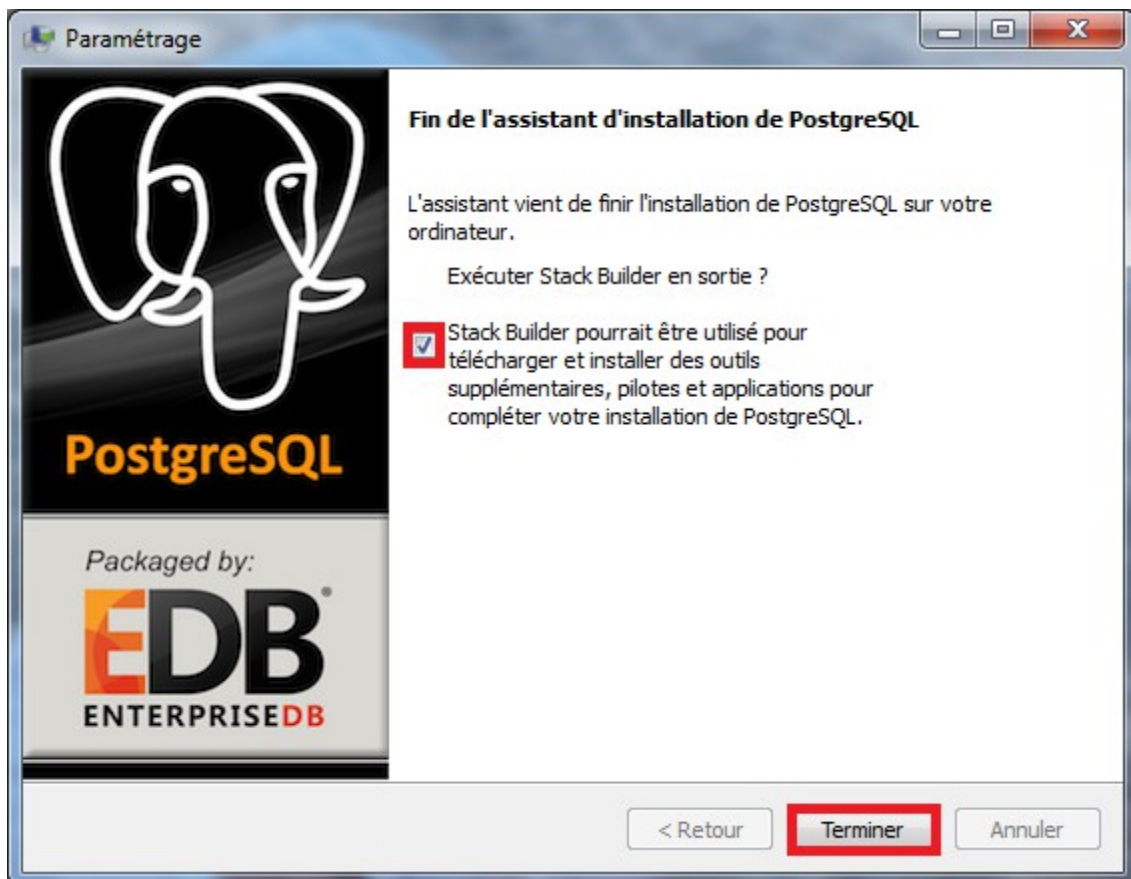 Paramétrage
Fin de l'assistant d'installation de PostgreSQL
L'assistant vient de finir l'installation de PostgreSQL sur votre
ordinateur.
Exécuter Stack Builder en sortie ?
Stack Builder pourrait être utilisé pour
télécharger et installer des outils
supplémentaires, pilotes et applications pour
compléter votre installation de PostgreSQL.
PostgreSQL
Packaged by:
EDB
ENTERPRISEDB
< Retour
Terminer
Annuler